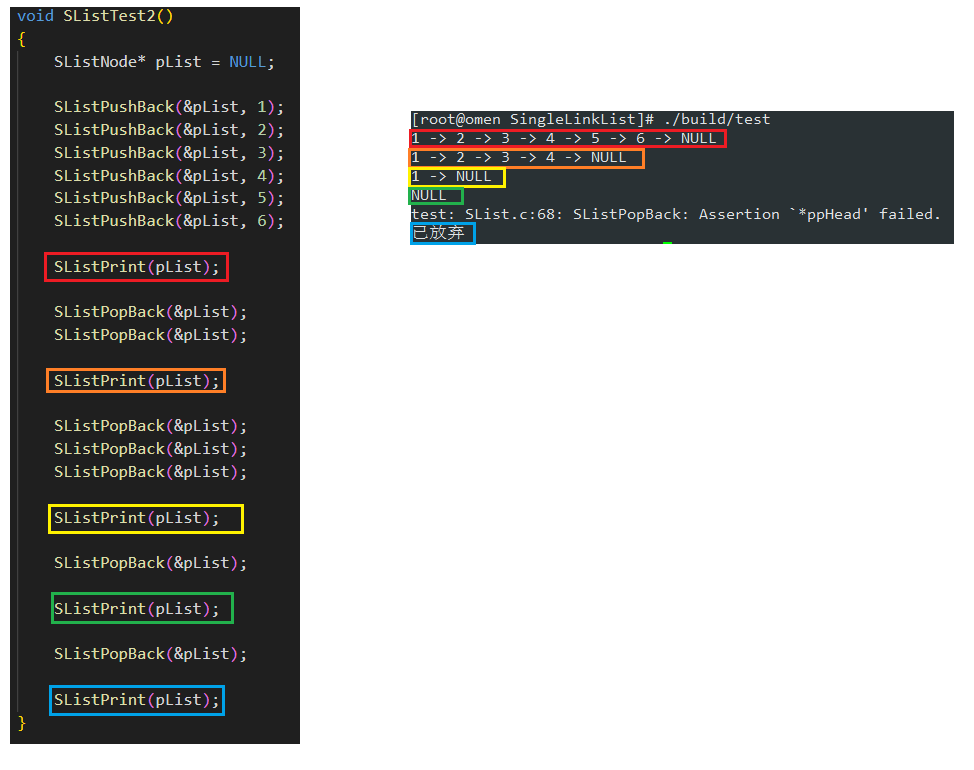 void SListTest2()
{
SListNode* pList = NULL;
SListPushBack(&pList, 1);
SListPushBack(&pList, 2);
SListPushBack(&pList, 3);
SListPushBack(&pList, 4);
SListPushBack(&pList, 5);
SListPushBack(&pList, 6);
SListPrint(pList);
SListPopBack(&pList);
SListPopBack(&pList);
SListPrint(pList);
SListPopBack(&pList);
SListPopBack(&pList);
SListPopBack(&pList);
SListPrint(pList);
SListPopBack(&pList);
SListPrint(pList);
SListPopBack(&pList);
SListPrint(pList);
}
[root@omen SingleLinkList]# ./build/test
1 -> 2 -> 3 -> 4 -> 5 -> 6 -> NULL
1 -> 2 -> 3 -> 4 -> NULL
1 -> NULL
NULL
test: SList.c:68: SListPopBack: Assertion `*ppHead' failed.
已放弃